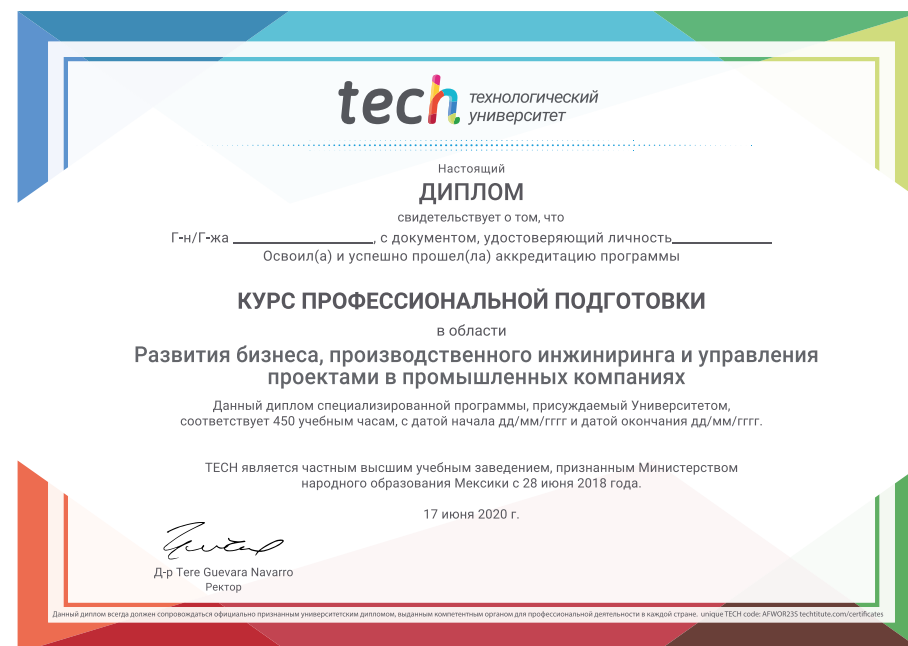 tech технологический
университет
Настоящий
ДИПЛОМ
свидетельствует о том, что
Г-н/Г-жа ____________________, с документом, удостоверяющий личность______________
Освоил(а) и успешно прошел(ла) аккредитацию программы
КУРС ПРОФЕССИОНАЛЬНОЙ ПОДГОТОВКИ
в области
Развития бизнеса, производственного инжиниринга и управления
проектами в промышленных компаниях
Данный диплом специализированной программы, присуждаемый Университетом,
соответствует 450 учебным часам, с датой начала дд/мм/гггг и датой окончания дд/мм/гггг.
TECH является частным высшим учебным заведением, признанным Министерством
народного образования Мексики с 28 июня 2018 года.
17 июня 2020 г.
Д-р Tere Guevara Navarro
Ректор
Данный диплом всегда должен сопровождаться официально признанным университетским дипломом, выданным компетентным органом для профессиональной деятельности в каждой стране. unique TECH code: AFWOR23S techtitute.com/certificates